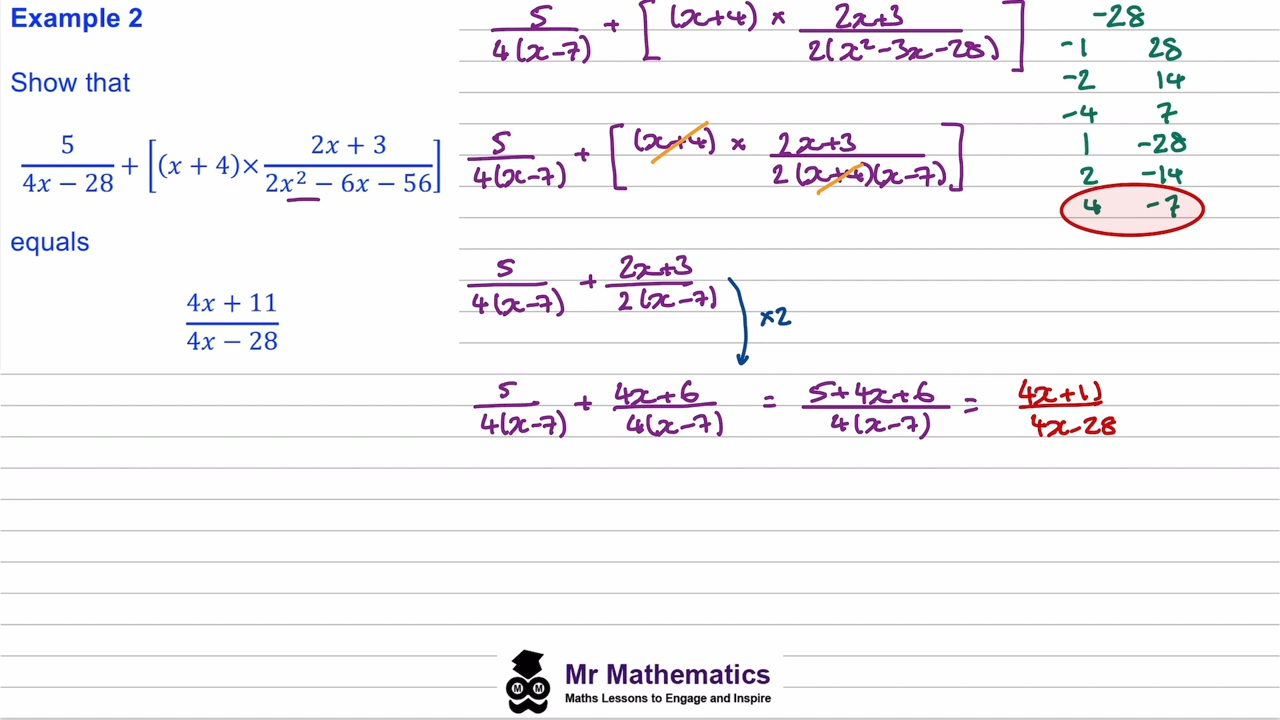 Example 2
Show that
5/(4x − 28) + [(x + 4) × (2x + 3)/(2x² − 6x − 56)]
equals
(4x + 11)/(4x − 28)
5/(4(x−7)) + [(x+4) × (2x+3)/(2(x²−3x−28))]
5/(4(x−7)) + [(x+4) × (2x+3)/(2(x+4)(x−7))]
5/(4(x−7)) + (2x+3)/(2(x−7))
×2
5/(4(x−7)) + (4x+6)/(4(x−7)) = (5+4x+6)/(4(x−7)) = (4x+11)/(4x−28)
−28
−1 28
−2 14
−4 7
1 −28
2 −14
4 −7
M M
Mr Mathematics
Maths Lessons to Engage and Inspire